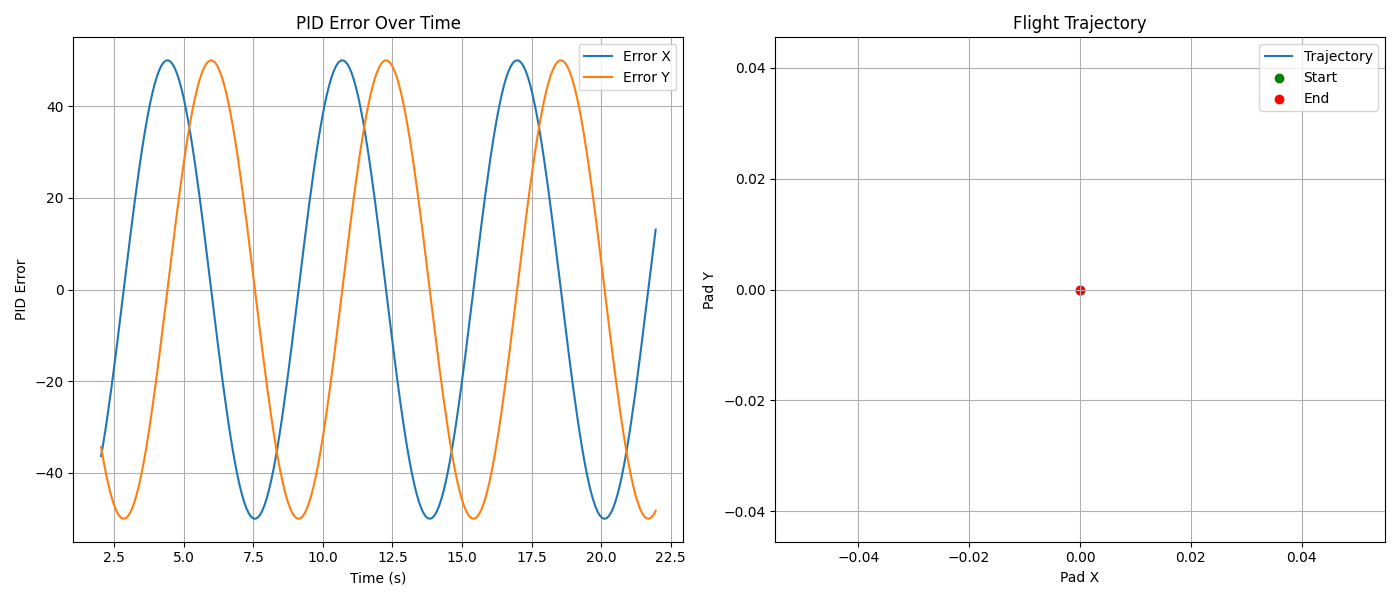 PID Error Over Time
Error X
Error Y
PID Error
40
20
0
−20
−40
2.5 5.0 7.5 10.0 12.5 15.0 17.5 20.0 22.5
Time (s)
Flight Trajectory
Trajectory
Start
End
Pad Y
0.04
0.02
0.00
−0.02
−0.04
−0.04 −0.02 0.00 0.02 0.04
Pad X